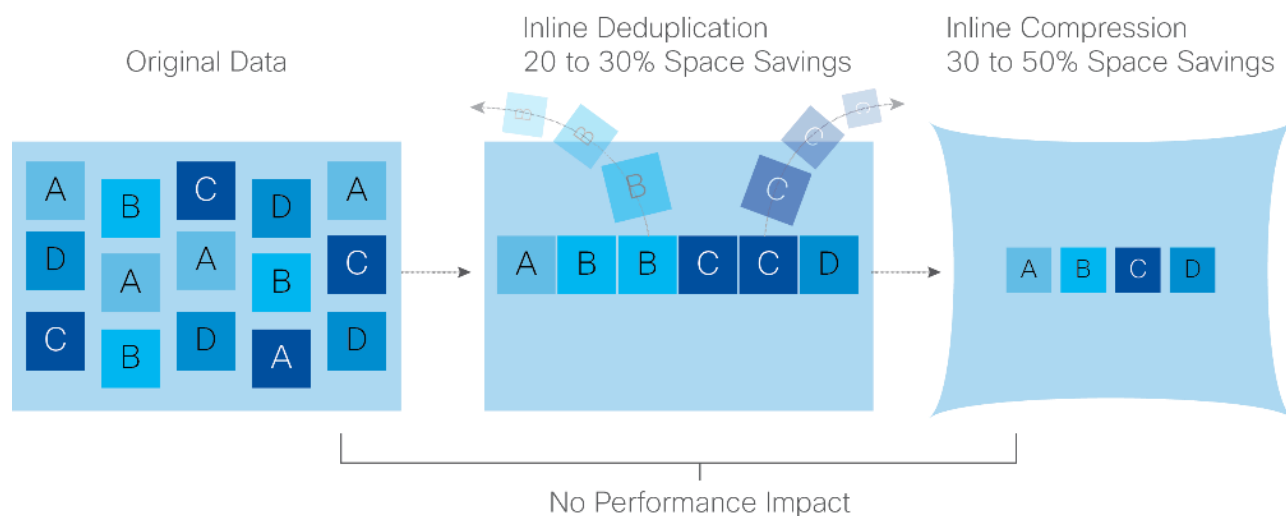 Original Data
Inline Deduplication
20 to 30% Space Savings
Inline Compression
30 to 50% Space Savings
A B C D A
D A A B C
C B D A D
B B B
C C C
A B B C C D
A B C D
No Performance Impact